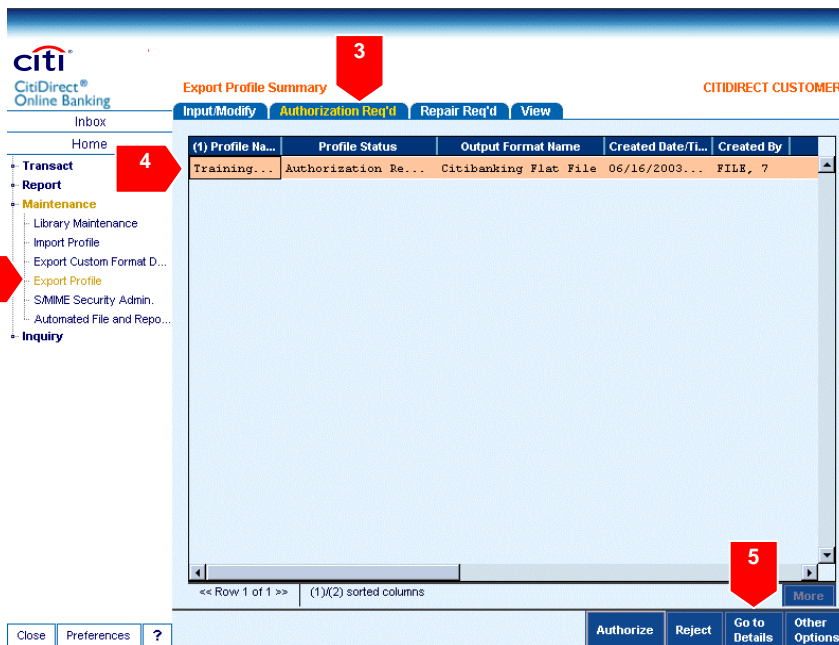 citi®
CitiDirect®
Online Banking
Inbox
Home
Transact
Report
Maintenance
Library Maintenance
Import Profile
Export Custom Format D...
Export Profile
S/MIME Security Admin.
Automated File and Repo...
Inquiry
3
Export Profile Summary
CITIDIRECT CUSTOMER
Input/Modify Authorization Req'd Repair Req'd View
(1) Profile Na... Profile Status Output Format Name Created Date/Ti... Created By
4
Training... Authorization Re... Citibanking Flat File 06/16/2003... FILE, 7
5
<< Row 1 of 1 >> (1)/(2) sorted columns
More
Close Preferences ?
Authorize Reject Go to Details Other Options